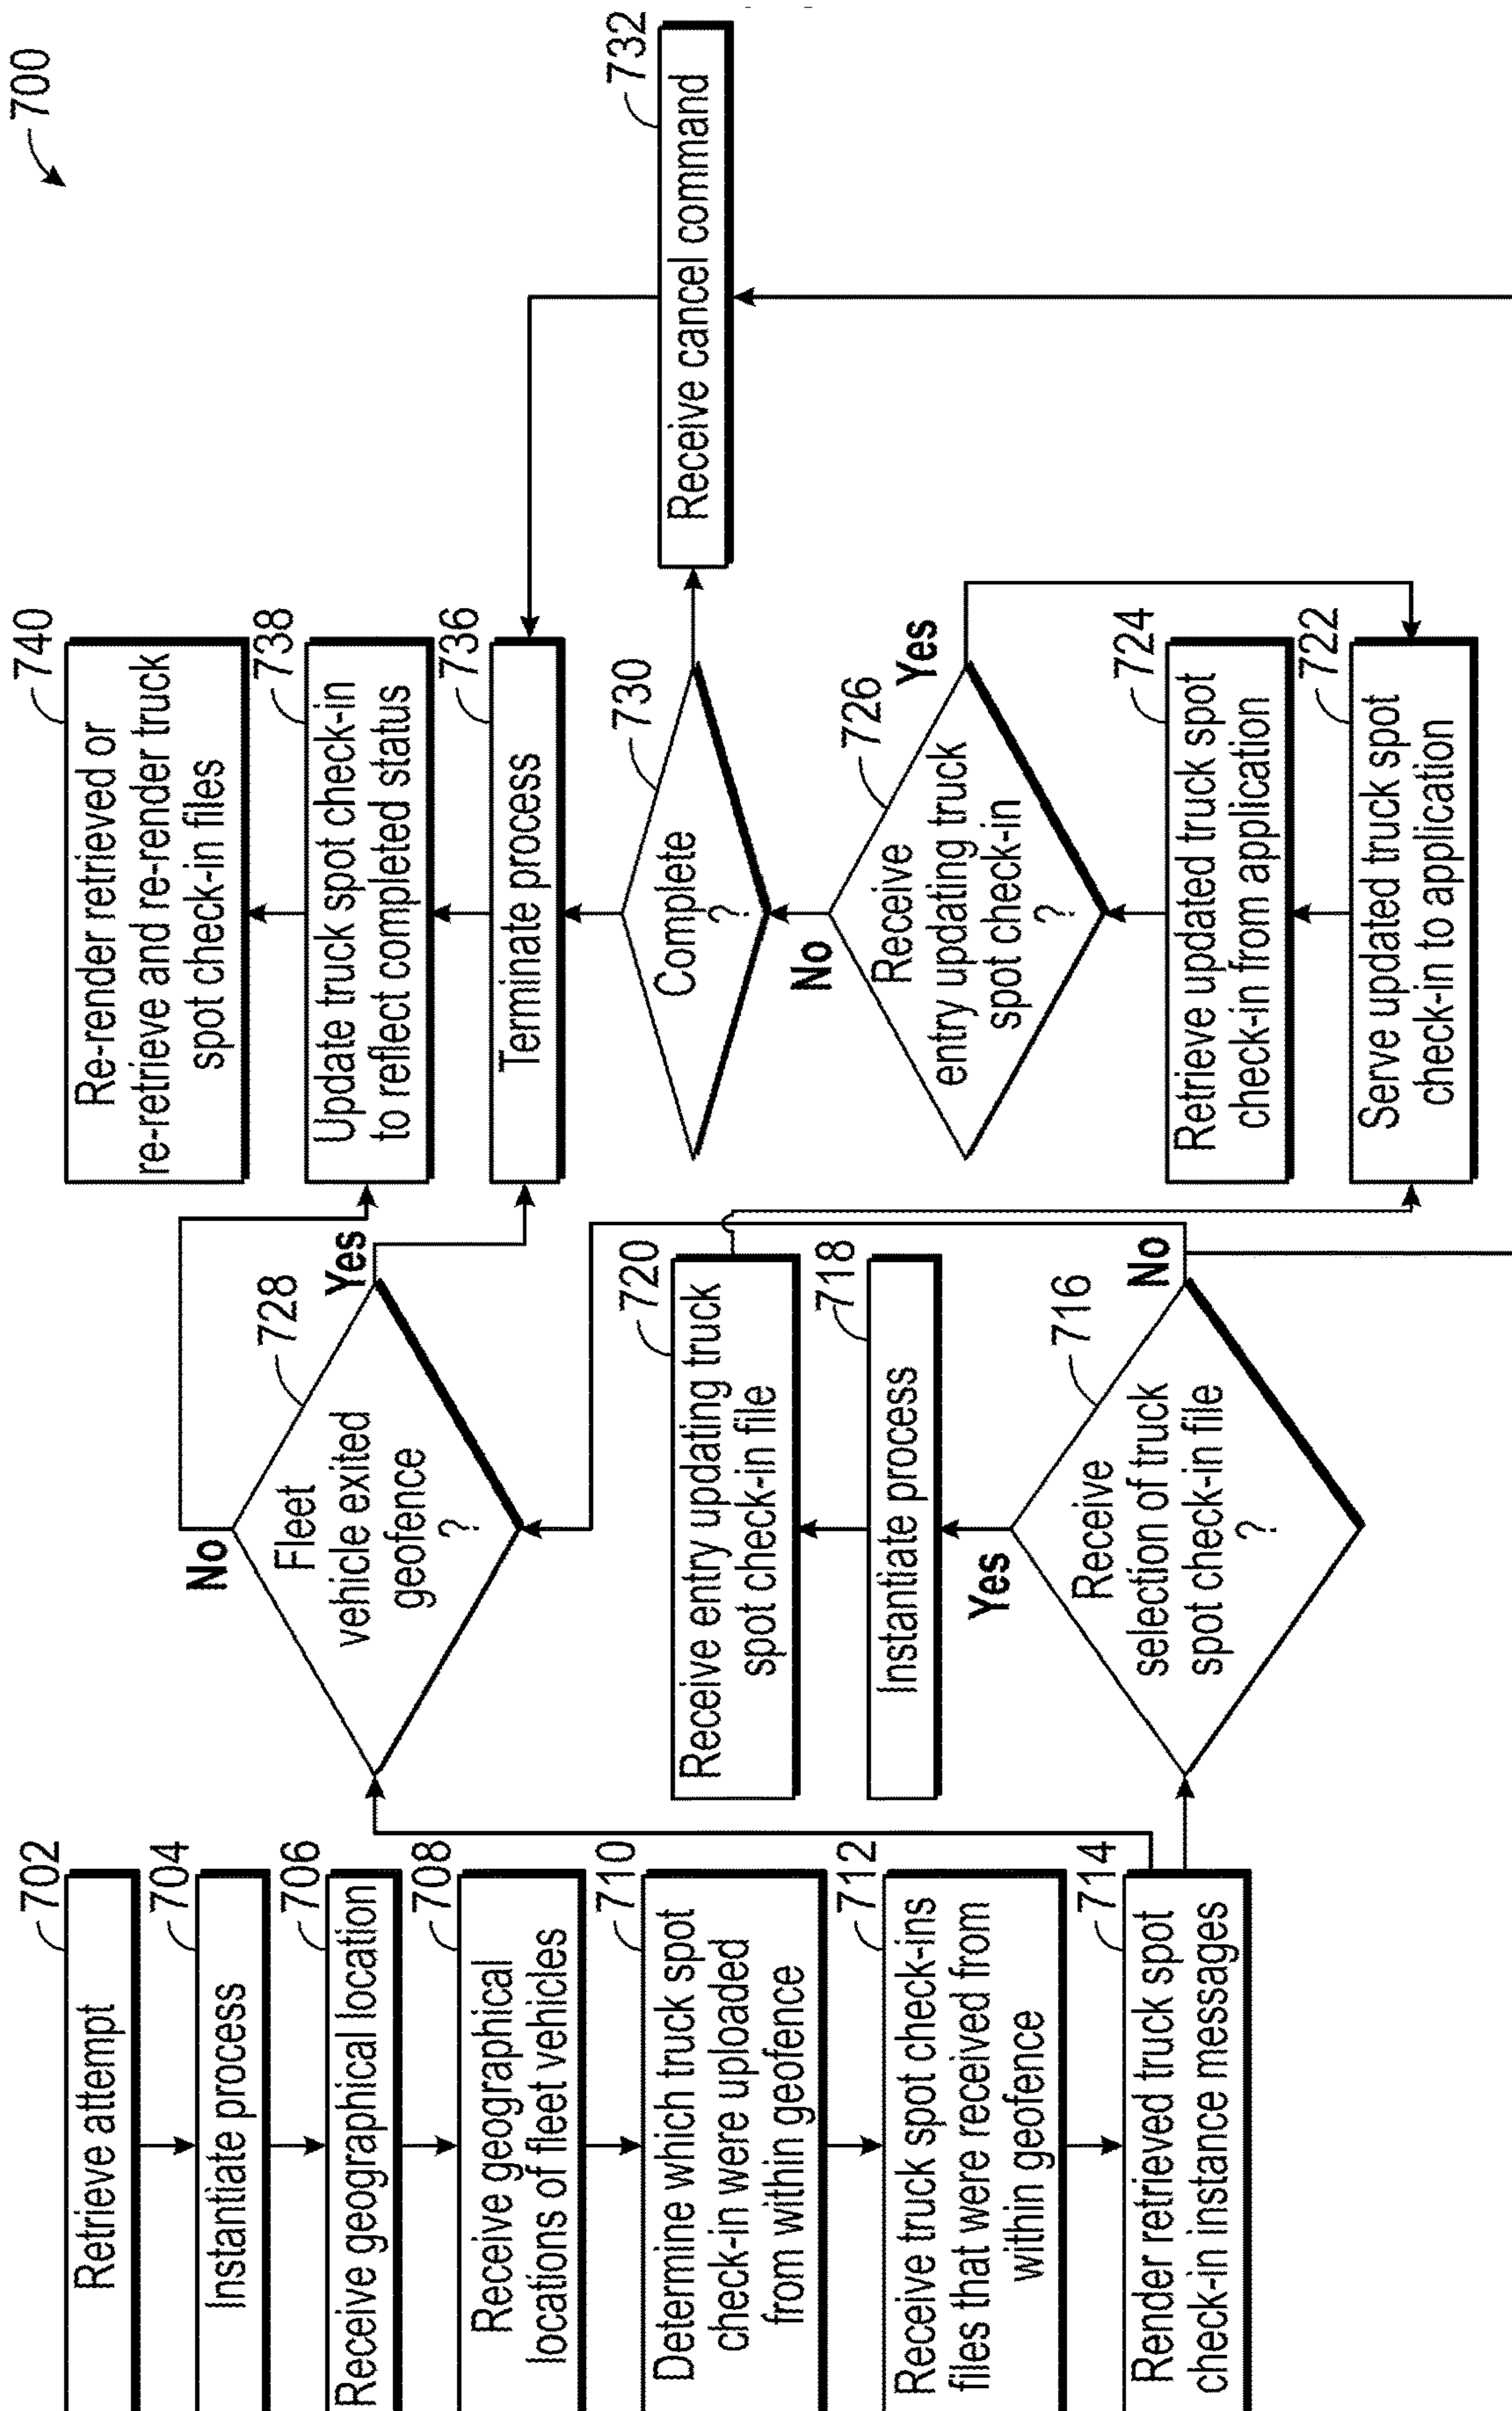 700
702
Retrieve attempt
704
Instantiate process
706
Receive geographical location
708
Receive geographical
locations of fleet vehicles
710
Determine which truck spot
check-in were uploaded
from within geofence
712
Receive truck spot check-ins
files that were received from
within geofence
714
Render retrieved truck spot
check-in instance messages
No
728
Fleet
vehicle exited
geofence
?
Yes
720
Receive entry updating truck
spot check-in file
718
Instantiate process
Yes
716
Receive
selection of truck
spot check-in file
?
No
740
Re-render retrieved or
re-retrieve and re-render truck
spot check-in files
738
Update truck spot check-in
to reflect completed status
736
Terminate process
730
Complete
?
No
726
Receive
entry updating truck
spot check-in
?
Yes
724
Retrieve updated truck spot
check-in from application
722
Serve updated truck spot
check-in to application
732
Receive cancel command